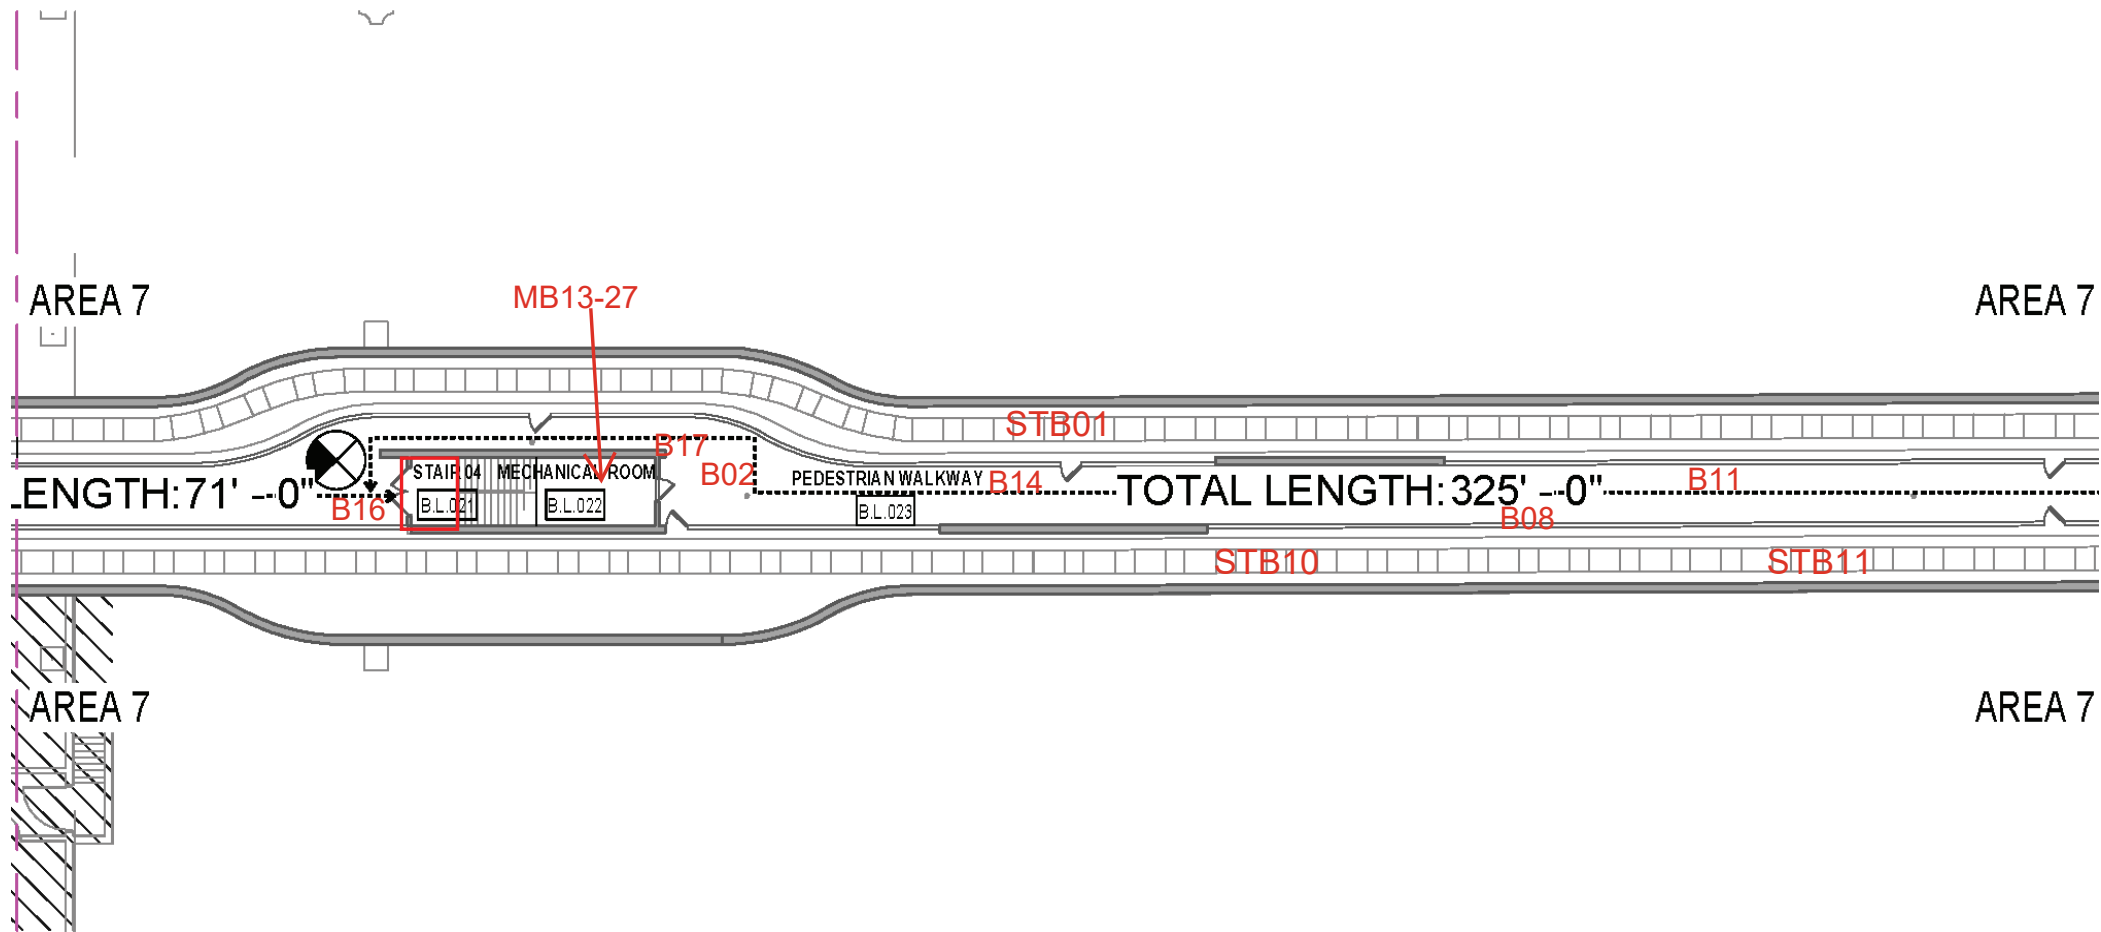 AREA 7
AREA 7
MB13-27
STB01
B17
STAIR 04
MECHANICAL ROOM
B02
PEDESTRIAN WALKWAY
B14
B11
LENGTH: 71' - 0"
TOTAL LENGTH: 325' - 0"
B16
B.L.021
B.L.022
B.L.023
B08
STB10
STB11
AREA 7
AREA 7